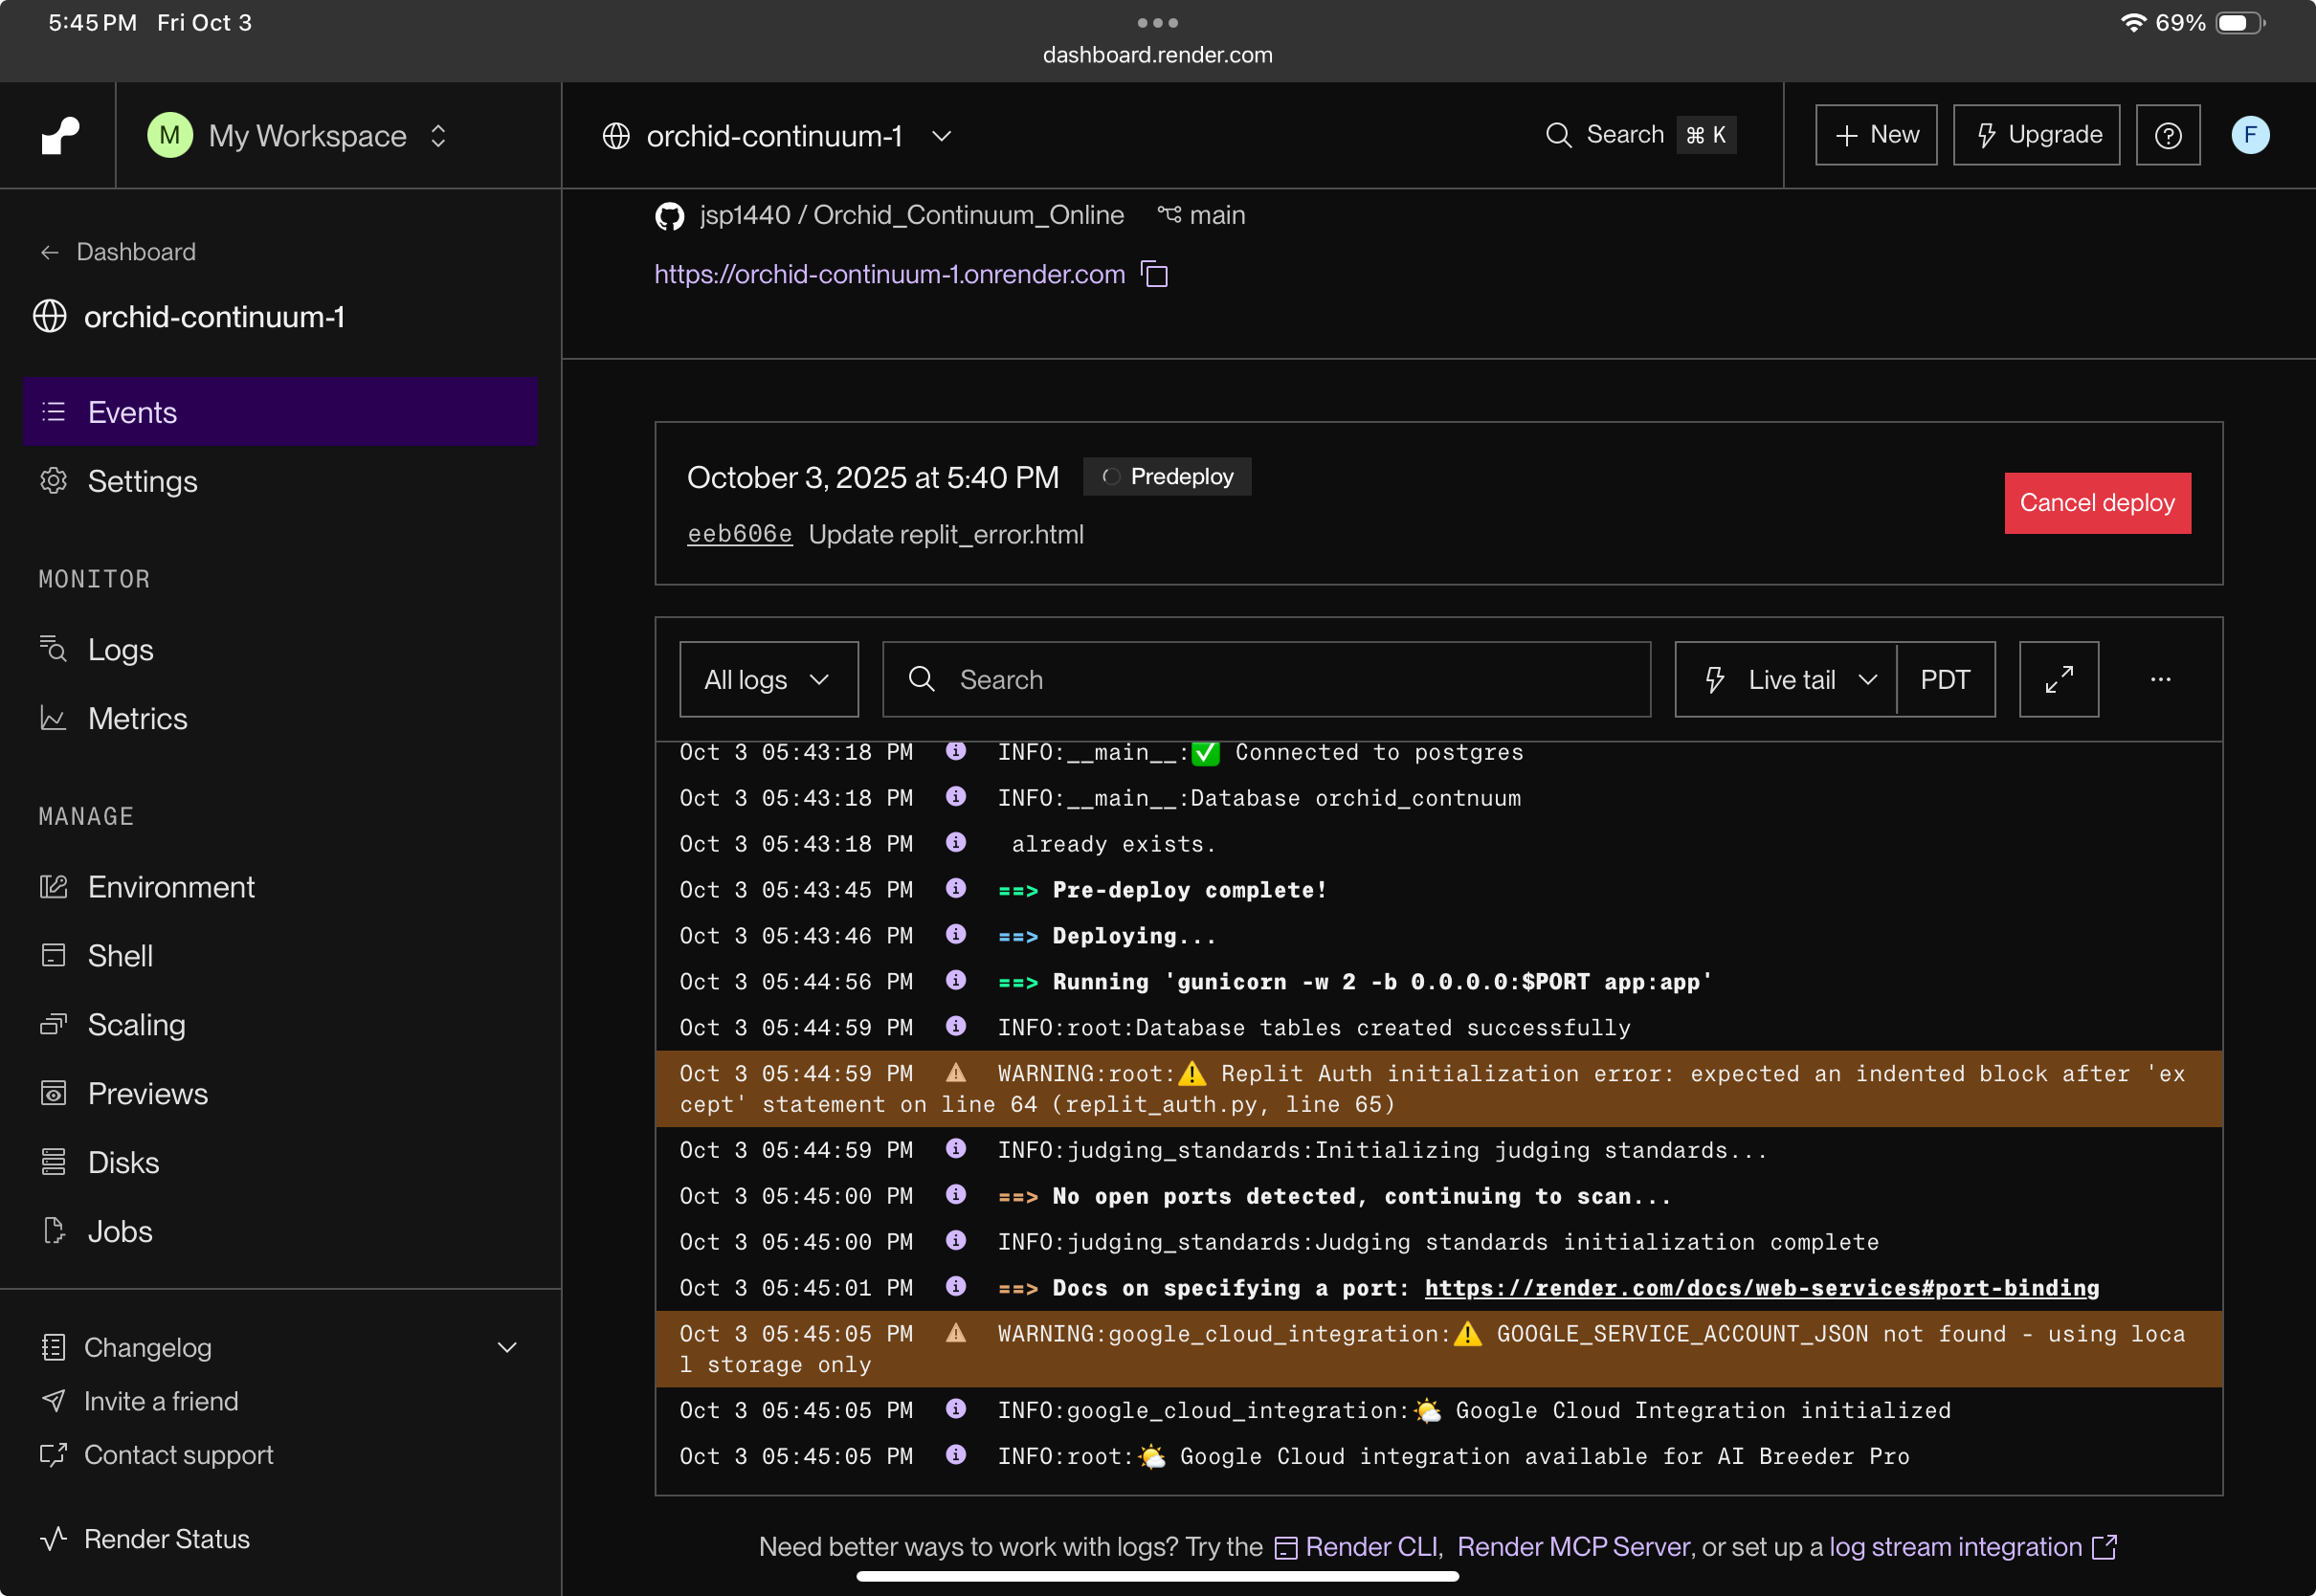 5:45 PM Fri Oct 3
69%
dashboard.render.com
M My Workspace
orchid-continuum-1
Search ⌘ K
+ New
Upgrade
F
← Dashboard
orchid-continuum-1
Events
Settings
MONITOR
Logs
Metrics
MANAGE
Environment
Shell
Scaling
Previews
Disks
Jobs
Changelog
Invite a friend
Contact support
Render Status
jsp1440 / Orchid_Continuum_Online main
https://orchid-continuum-1.onrender.com
October 3, 2025 at 5:40 PM Predeploy
eeb606e Update replit_error.html
Cancel deploy
All logs
Search
Live tail
PDT
Oct 3 05:43:18 PM INFO:__main__:✅ Connected to postgres
Oct 3 05:43:18 PM INFO:__main__:Database orchid_contnuum
Oct 3 05:43:18 PM already exists.
Oct 3 05:43:45 PM ==> Pre-deploy complete!
Oct 3 05:43:46 PM ==> Deploying...
Oct 3 05:44:56 PM ==> Running 'gunicorn -w 2 -b 0.0.0.0:$PORT app:app'
Oct 3 05:44:59 PM INFO:root:Database tables created successfully
Oct 3 05:44:59 PM WARNING:root:⚠️ Replit Auth initialization error: expected an indented block after 'ex
cept' statement on line 64 (replit_auth.py, line 65)
Oct 3 05:44:59 PM INFO:judging_standards:Initializing judging standards...
Oct 3 05:45:00 PM ==> No open ports detected, continuing to scan...
Oct 3 05:45:00 PM INFO:judging_standards:Judging standards initialization complete
Oct 3 05:45:01 PM ==> Docs on specifying a port: https://render.com/docs/web-services#port-binding
Oct 3 05:45:05 PM WARNING:google_cloud_integration:⚠️ GOOGLE_SERVICE_ACCOUNT_JSON not found - using loca
l storage only
Oct 3 05:45:05 PM INFO:google_cloud_integration:🌤️ Google Cloud Integration initialized
Oct 3 05:45:05 PM INFO:root:🌤️ Google Cloud integration available for AI Breeder Pro
Need better ways to work with logs? Try the Render CLI, Render MCP Server, or set up a log stream integration